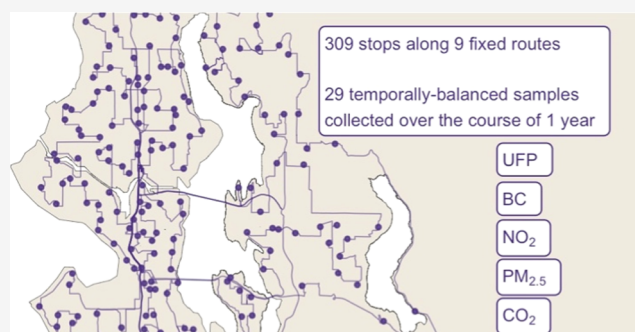 309 stops along 9 fixed routes
29 temporally-balanced samples
collected over the course of 1 year
UFP
BC
NO₂
PM₂.₅
CO₂